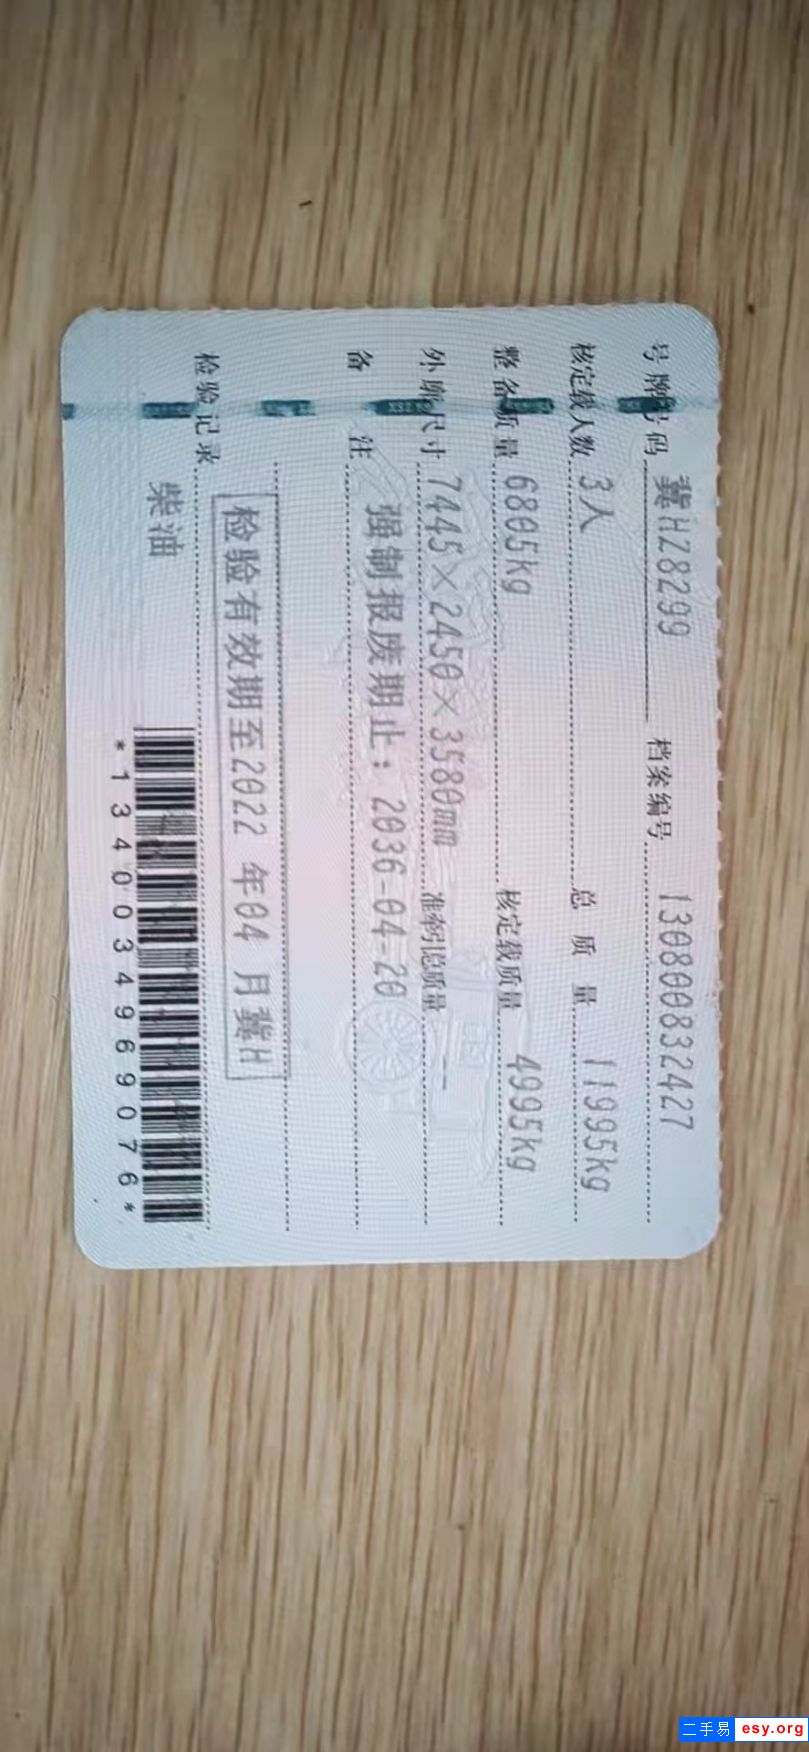 号牌号码 冀HZ8299 档案编号 130800832427
核定载人数 3人 总质量 11995kg
整备质量 6805kg 核定载质量 4995kg
外廓尺寸 7445×2450×3580mm 准牵引总质量 —
备注 强制报废期止：2036-04-20
检验有效期至2022 年04 月冀H
检验记录
柴油
*1340034969076*
二手易 esy.org